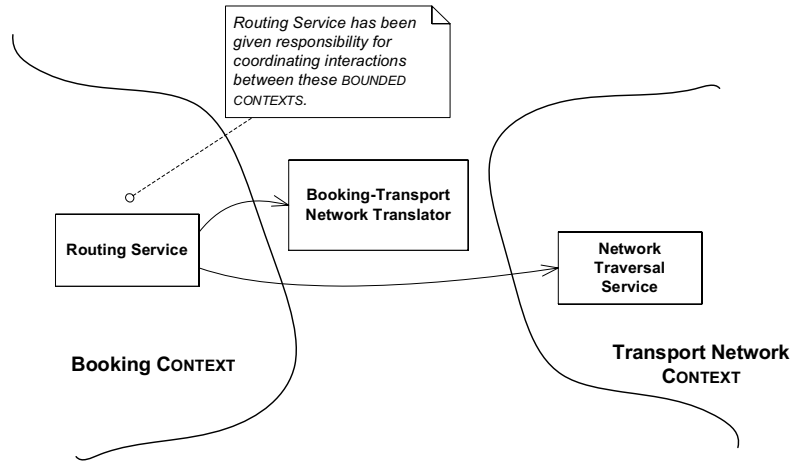 Routing Service has been
given responsibility for
coordinating interactions
between these BOUNDED
CONTEXTS.
Booking-Transport
Network Translator
Routing Service
Network
Traversal
Service
Booking CONTEXT
Transport Network
CONTEXT